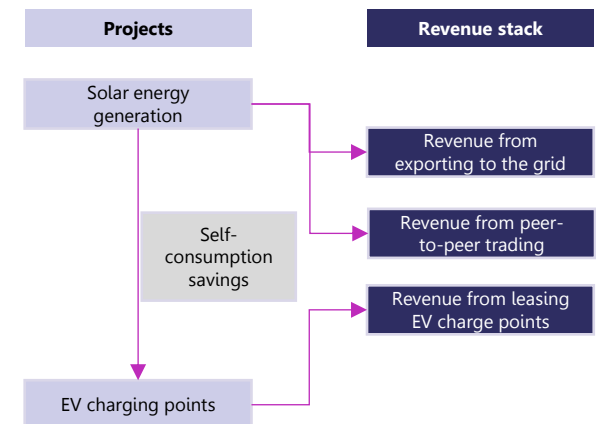 Projects
Revenue stack
Solar energy
generation
Revenue from
exporting to the grid
Revenue from peer-
to-peer trading
Self-
consumption
savings
Revenue from leasing
EV charge points
EV charging points